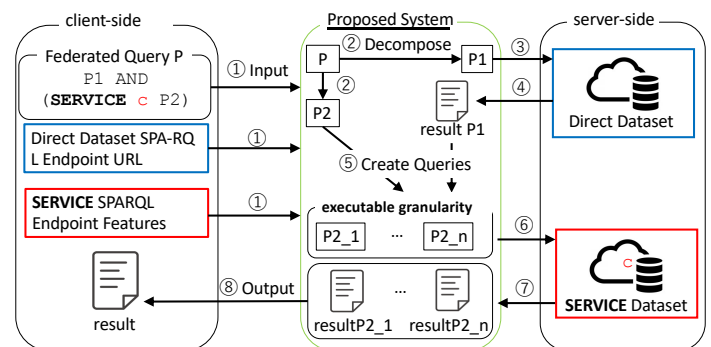 client-side
Federated Query P
P1 AND
(SERVICE c P2)
Direct Dataset SPA-RQ
L Endpoint URL
SERVICE SPARQL
Endpoint Features
result
① Input
①
①
⑧ Output
Proposed System
P
② Decompose
P1
②
P2
result P1
⑤ Create Queries
executable granularity
P2_1
...
P2_n
...
resultP2_1
resultP2_n
③
④
⑥
⑦
server-side
Direct Dataset
c
SERVICE Dataset